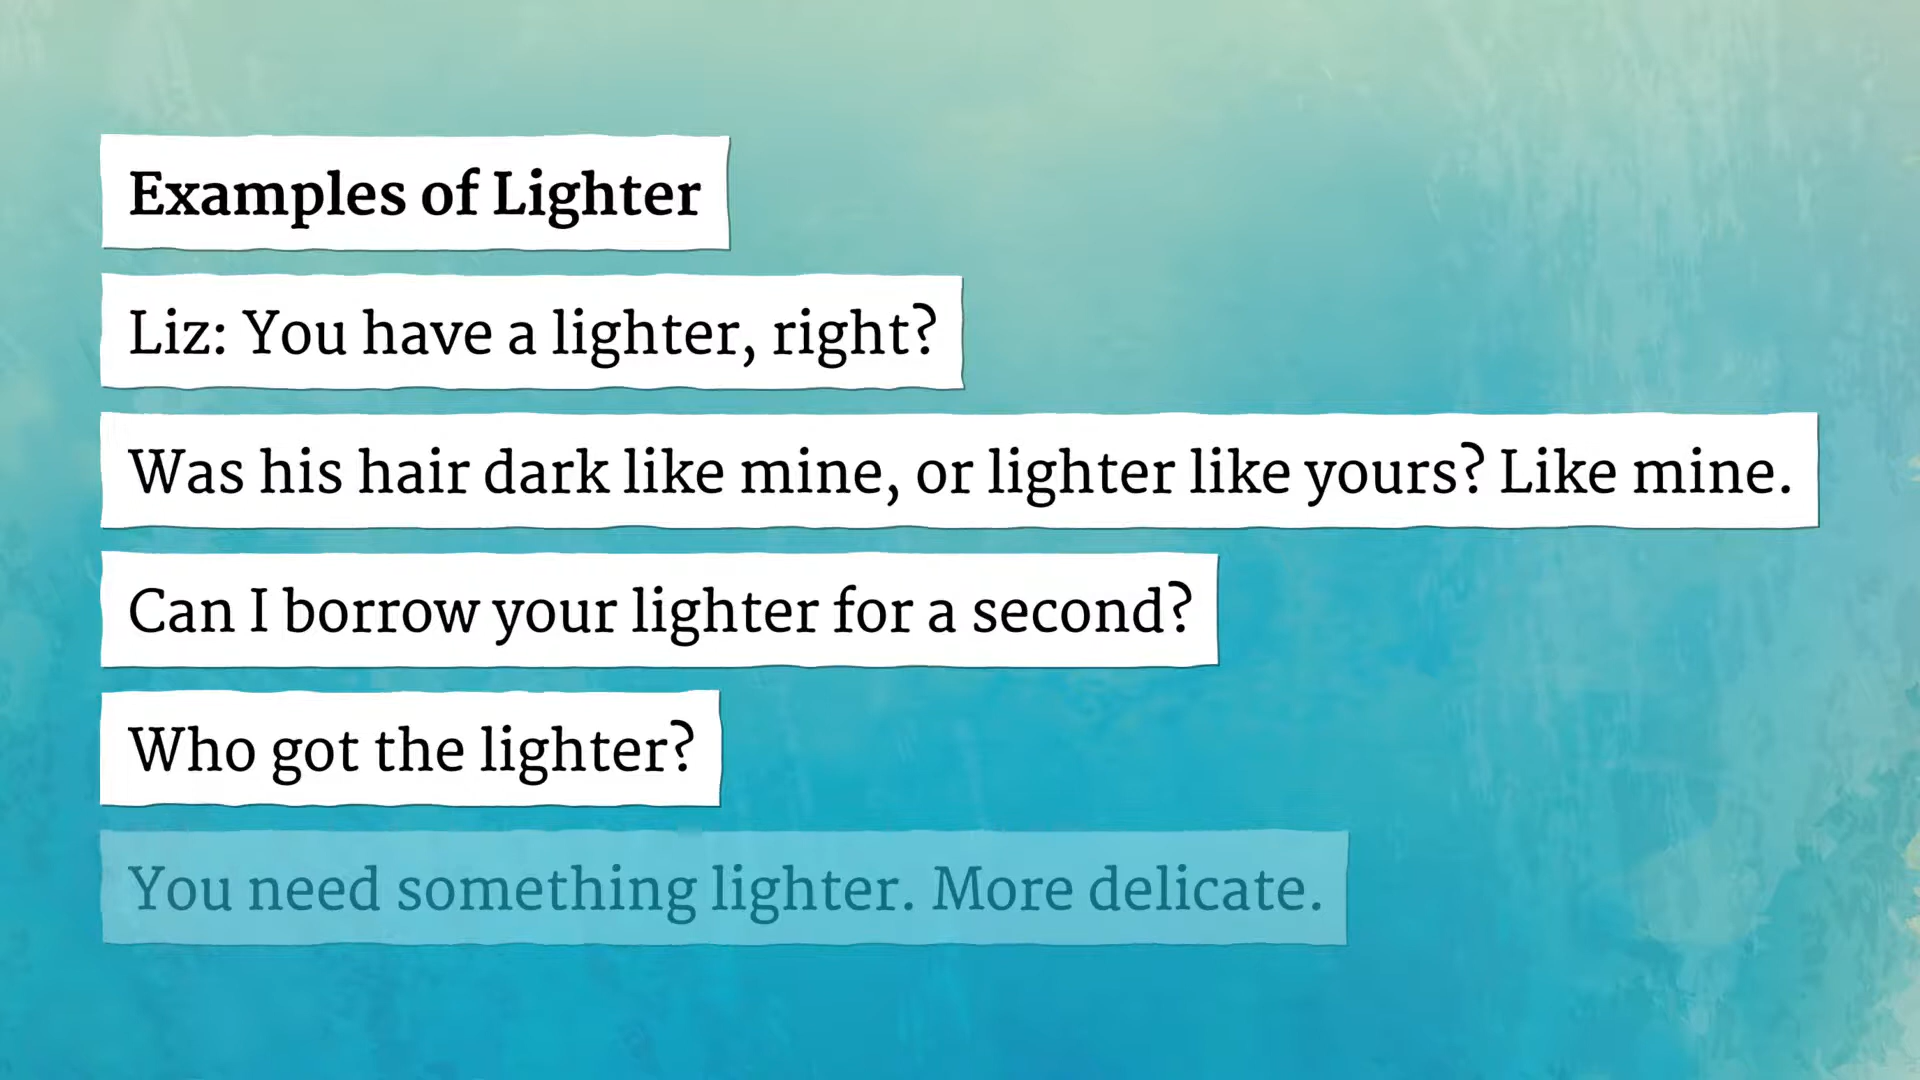 Examples of Lighter
Liz: You have a lighter, right?
Was his hair dark like mine, or lighter like yours? Like mine.
Can I borrow your lighter for a second?
Who got the lighter?
You need something lighter. More delicate.